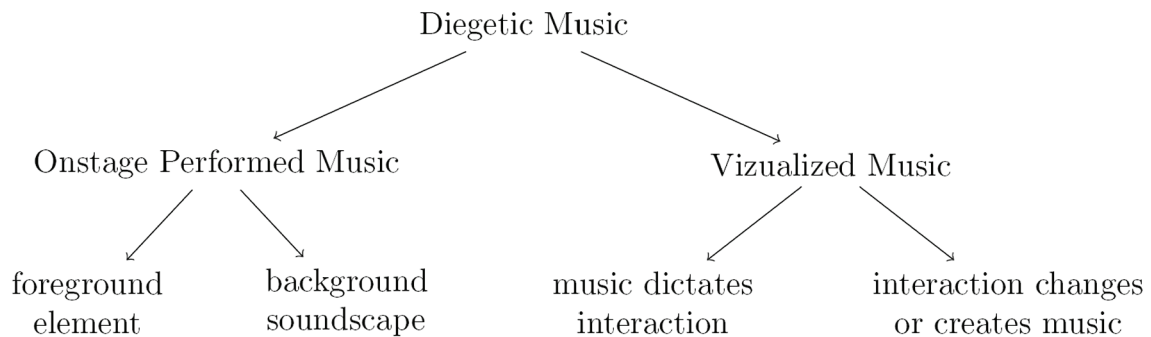 Diegetic Music
Onstage Performed Music
Vizualized Music
foreground
element
background
soundscape
music dictates
interaction
interaction changes
or creates music